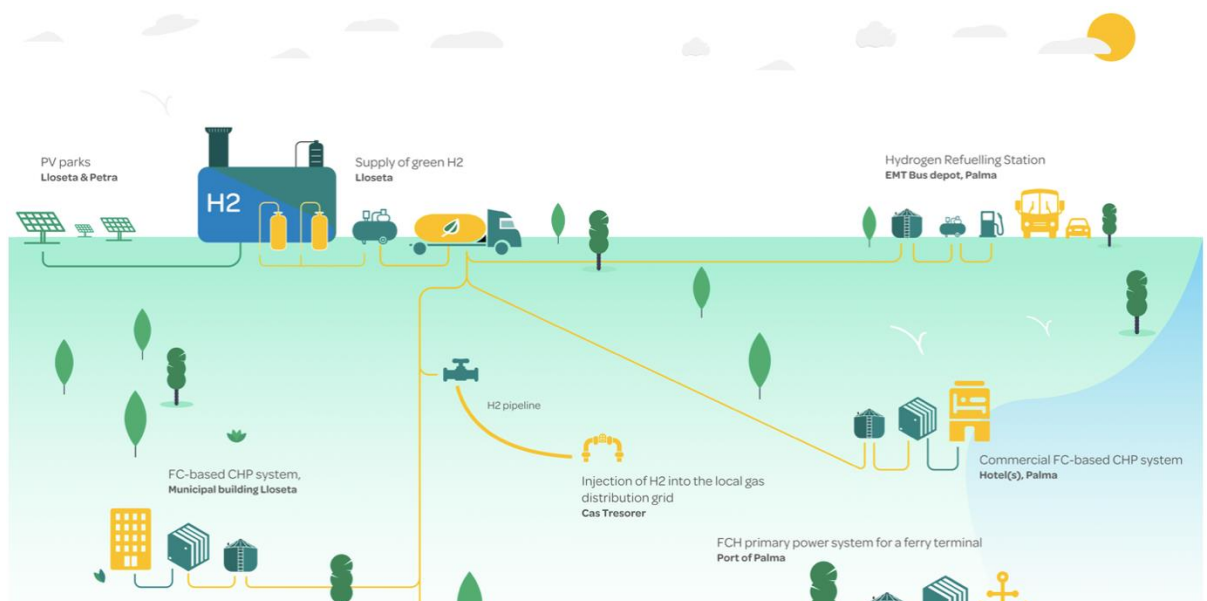 PV parks
Lloseta & Petra
H2
Supply of green H2
Lloseta
Hydrogen Refuelling Station
EMT Bus depot, Palma
H2 pipeline
Injection of H2 into the local gas
distribution grid
Cas Tresorer
Commercial FC-based CHP system
Hotel(s), Palma
FC-based CHP system,
Municipal building Lloseta
FCH primary power system for a ferry terminal
Port of Palma